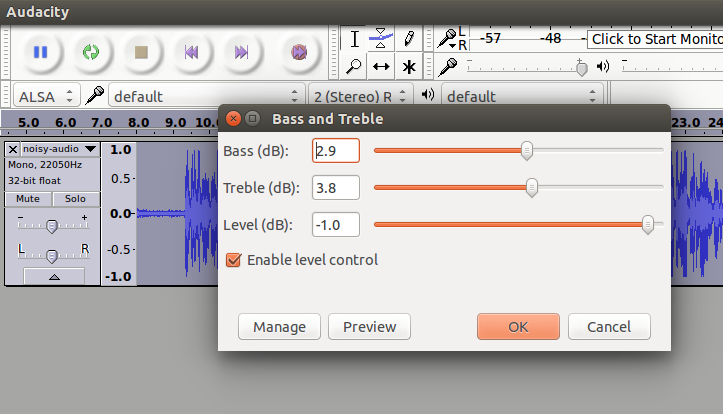 Audacity
L
R
-57 -48 -
Click to Start Monito
ALSA default 2 (Stereo) R default
5.0 6.0 7.0 8.0 9.0 10.0 23.0 24
Bass and Treble
noisy-audio
Mono, 22050Hz
32-bit float
Mute Solo
- +
L R
1.0
0.5-
0.0-
-0.5-
-1.0
Bass (dB): 2.9
Treble (dB): 3.8
Level (dB): -1.0
Enable level control
Manage Preview OK Cancel